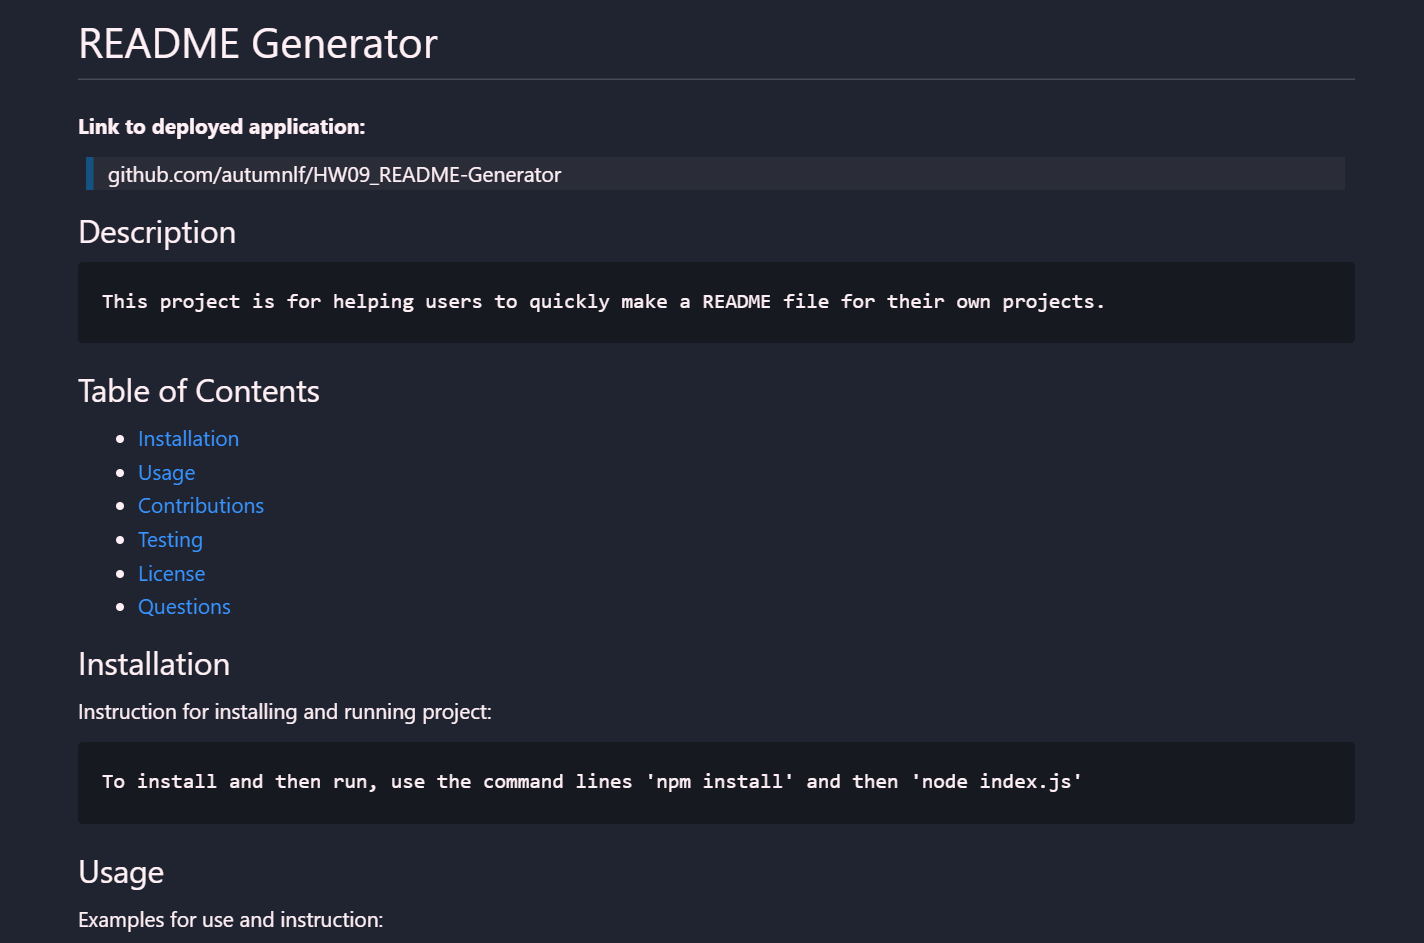 README Generator
Link to deployed application:
github.com/autumnlf/HW09_README-Generator
Description
This project is for helping users to quickly make a README file for their own projects.
Table of Contents
Installation
Usage
Contributions
Testing
License
Questions
Installation
Instruction for installing and running project:
To install and then run, use the command lines 'npm install' and then 'node index.js'
Usage
Examples for use and instruction: